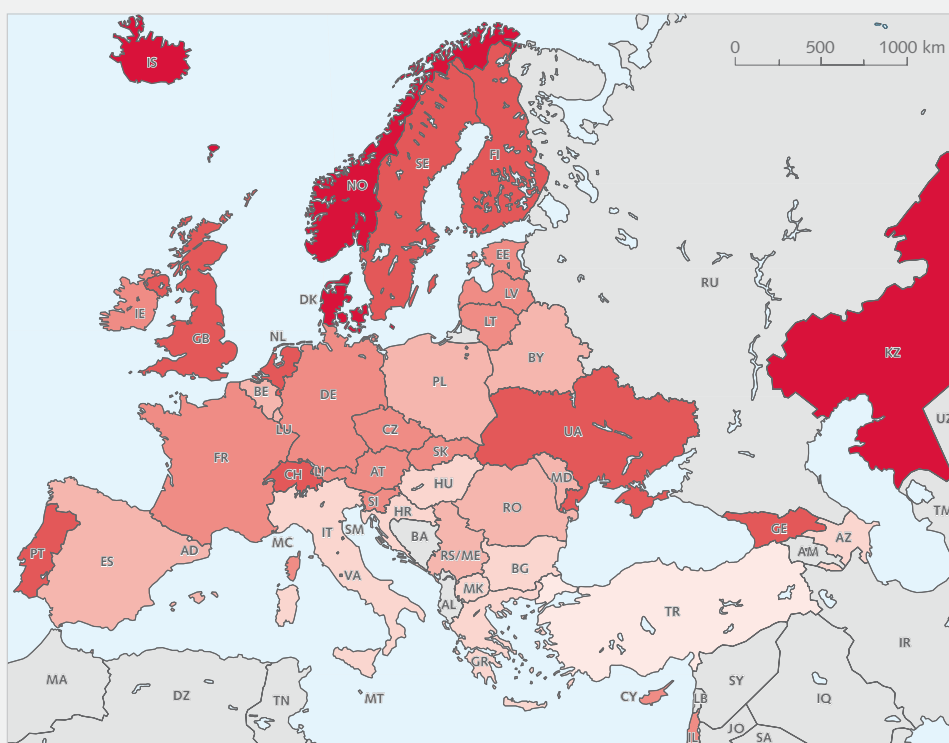 0 500 1000 km
IS
SE
FI
NO
RU
EE
DK
LV
IE
LT
GB
NL
KZ
BY
PL
BE
DE
UZ
LU
CZ
UA
FR
SK
CH
LI
AT
MD
HU
SI
RO
TM
HR
IT
SM
GE
BA
AZ
MC
AM
PT
AD
RS/ME
ES
BG
VA
MK
AL
TR
IR
GR
MA
SY
DZ
CY
LB
IQ
TN
MT
JO
IL
SA